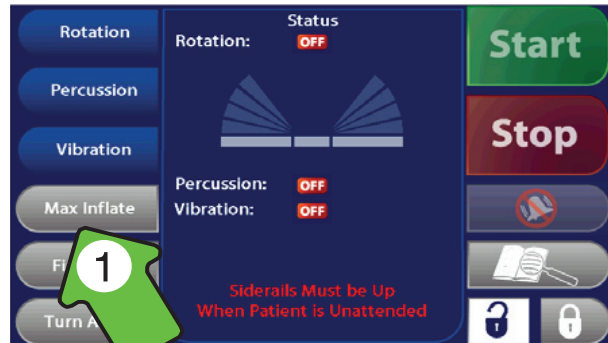 Rotation
Percussion
Vibration
Max Inflate
1
Status
Rotation: OFF
Percussion: OFF
Vibration: OFF
Siderails Must be Up
When Patient is Unattended
Start
Stop
Turn